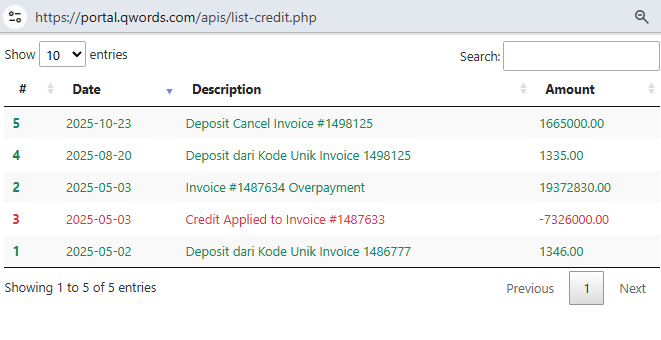 https://portal.qwords.com/apis/list-credit.php
Show 10 entries Search:
# Date Description Amount
5 2025-10-23 Deposit Cancel Invoice #1498125 1665000.00
4 2025-08-20 Deposit dari Kode Unik Invoice 1498125 1335.00
2 2025-05-03 Invoice #1487634 Overpayment 19372830.00
3 2025-05-03 Credit Applied to Invoice #1487633 -7326000.00
1 2025-05-02 Deposit dari Kode Unik Invoice 1486777 1346.00
Showing 1 to 5 of 5 entries Previous 1 Next